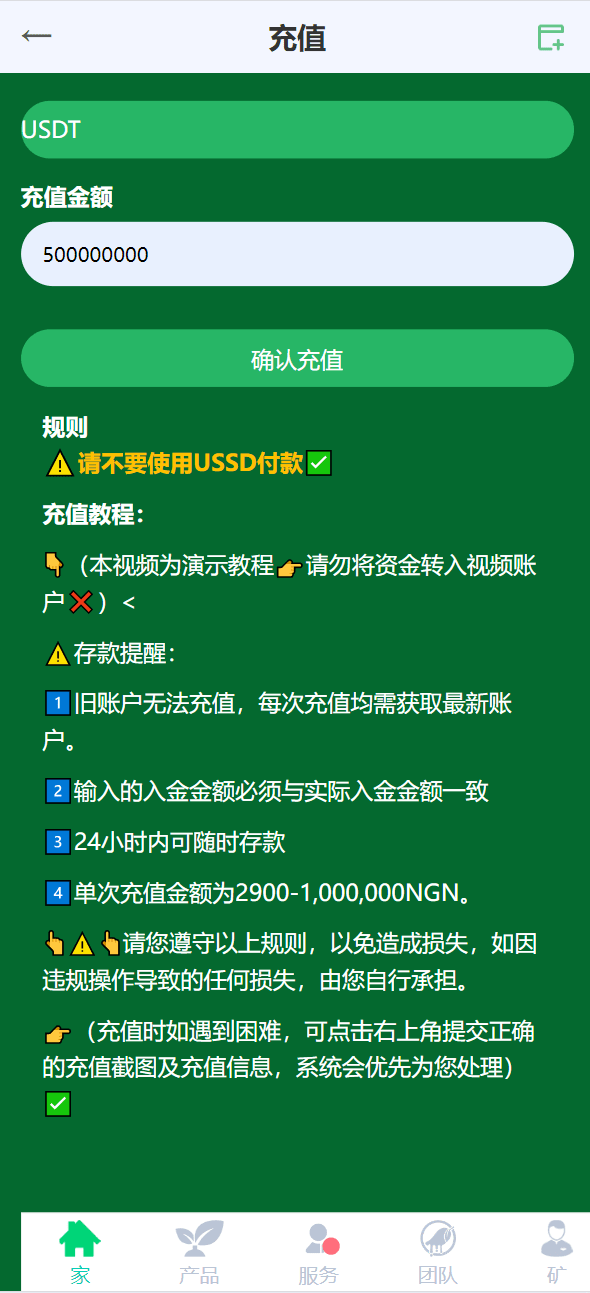 充值
USDT
充值金额
500000000
确认充值
规则
⚠️请不要使用USSD付款✅
充值教程：
👇（本视频为演示教程👉请勿将资金转入视频账
户❌）<
⚠️存款提醒：
1️⃣旧账户无法充值，每次充值均需获取最新账
户。
2️⃣输入的入金金额必须与实际入金金额一致
3️⃣24小时内可随时存款
4️⃣单次充值金额为2900-1,000,000NGN。
👆⚠️👆请您遵守以上规则，以免造成损失，如因
违规操作导致的任何损失，由您自行承担。
👉（充值时如遇到困难，可点击右上角提交正确
的充值截图及充值信息，系统会优先为您处理）
✅
家 产品 服务 团队 矿